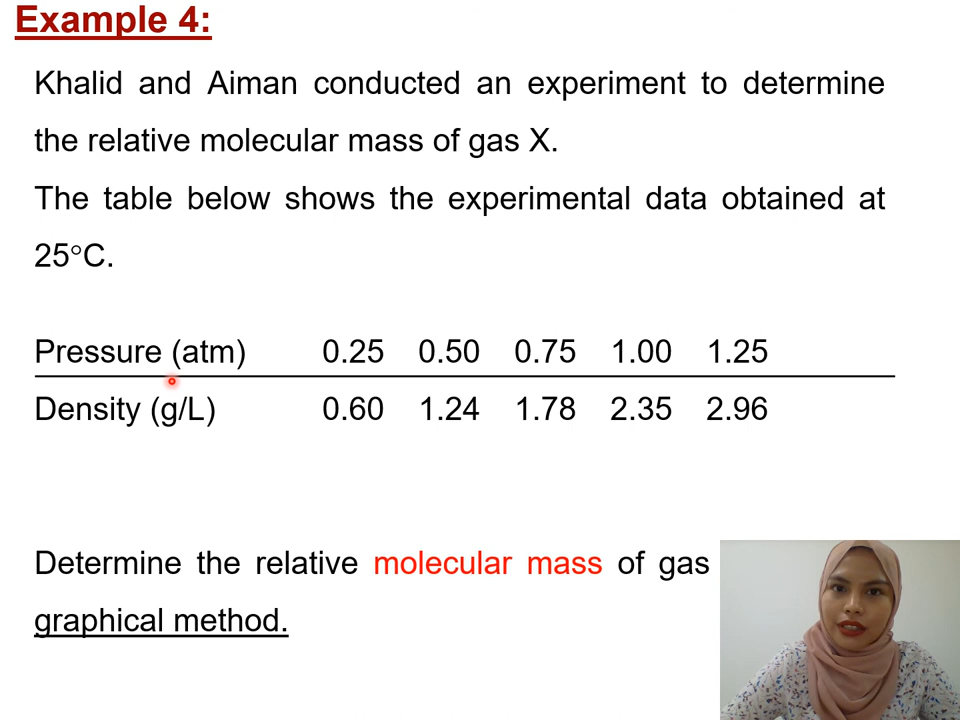 Example 4:
Khalid and Aiman conducted an experiment to determine
the relative molecular mass of gas X.
The table below shows the experimental data obtained at
25°C.
Pressure (atm) 0.25 0.50 0.75 1.00 1.25
Density (g/L) 0.60 1.24 1.78 2.35 2.96
Determine the relative molecular mass of gas
graphical method.